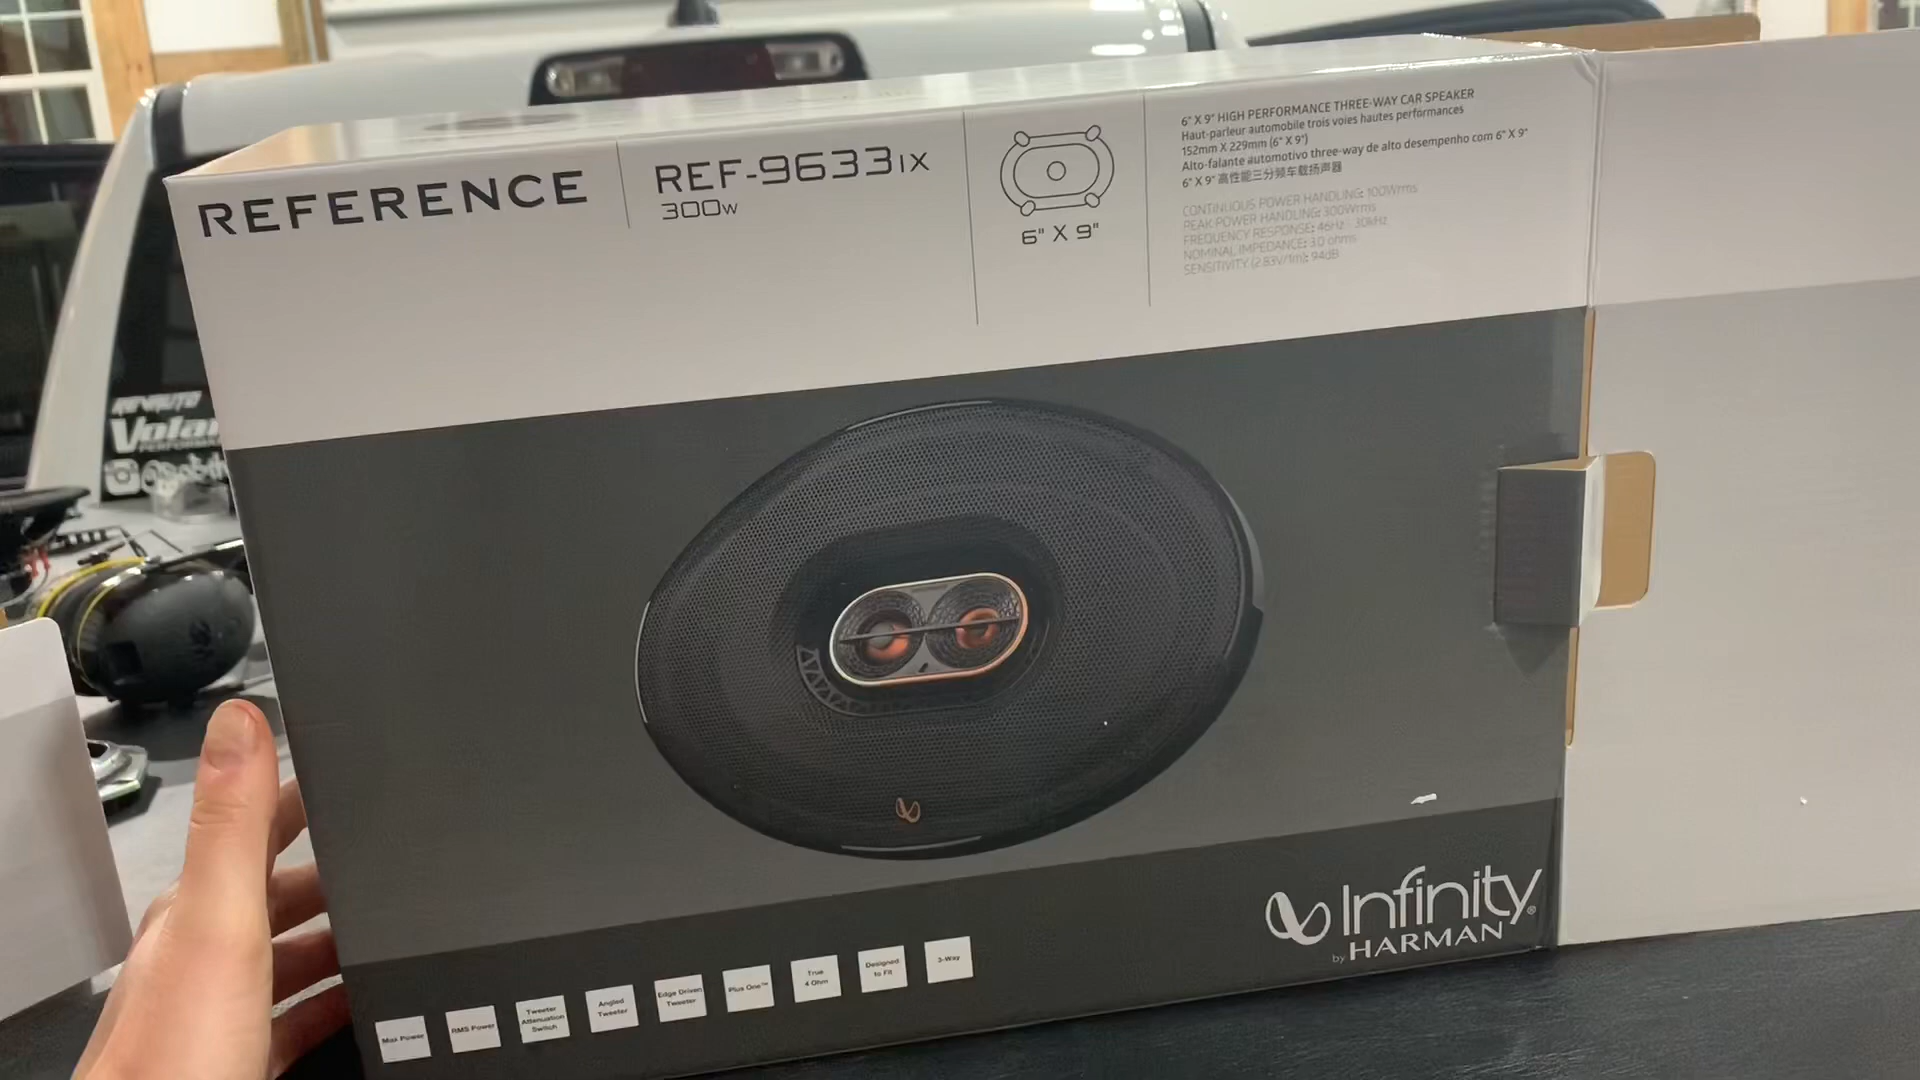 REFERENCE
REF-9633ix
300w
6" X 9"
6" X 9" HIGH PERFORMANCE THREE-WAY CAR SPEAKER
Haut-parleur automobile trois voies hautes performances
152mm X 229mm (6" X 9")
Alto-falante automotivo three-way de alto desempenho com 6" X 9"
6" X 9" 高性能三分频车载扬声器
CONTINUOUS POWER HANDLING: 100Wrms
PEAK POWER HANDLING: 300Wrms
FREQUENCY RESPONSE: 46Hz - 30kHz
NOMINAL IMPEDANCE: 3.0 ohms
SENSITIVITY (2.83V/1m): 94dB
REVAUTO
Volan
PERFORMAN
Infinity®
by HARMAN
Max Power
RMS Power
Tweeter
Attenuation
Switch
Angled
Tweeter
Edge Driven
Tweeter
Plus One™
True
4 Ohm
Designed
to Fit
3-Way